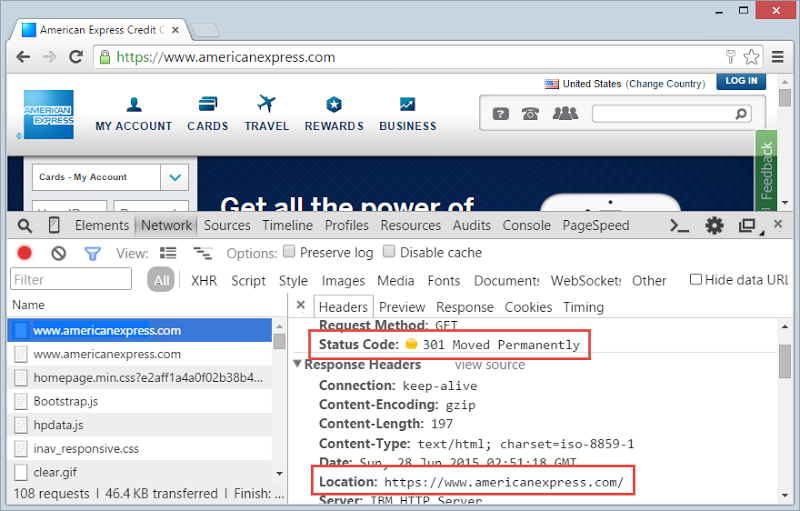 American Express Credit C
https://www.americanexpress.com
United States (Change Country) LOG IN
AMERICAN EXPRESS
®
MY ACCOUNT CARDS TRAVEL REWARDS BUSINESS
?
Feedback
Cards - My Account
Get all the power of
Elements Network Sources Timeline Profiles Resources Audits Console PageSpeed
View: Options: Preserve log Disable cache
Filter All XHR Script Style Images Media Fonts Documents WebSockets Other Hide data URL
Name
www.americanexpress.com
www.americanexpress.com
homepage.min.css?e2aff1a4a0f02b38b4...
Bootstrap.js
hpdata.js
inav_responsive.css
clear.gif
108 requests | 46.4 KB transferred | Finish: ...
Headers Preview Response Cookies Timing
Request Method: GET
Status Code: 301 Moved Permanently
Response Headers view source
Connection: keep-alive
Content-Encoding: gzip
Content-Length: 197
Content-Type: text/html; charset=iso-8859-1
Date: Sun, 28 Jun 2015 02:51:18 GMT
Location: https://www.americanexpress.com/
Server: IBM HTTP Server